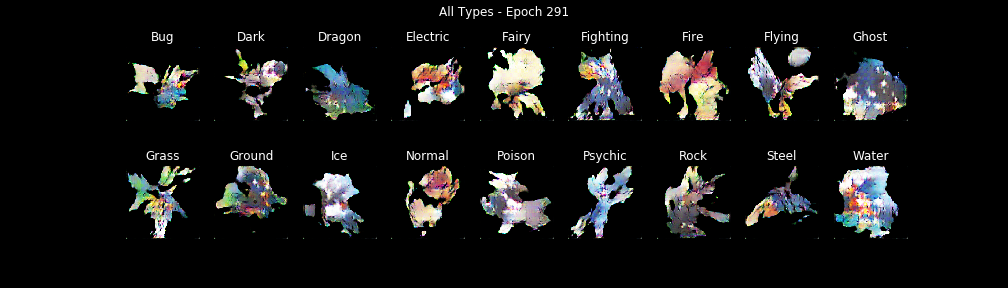 All Types - Epoch 291
Bug Dark Dragon Electric Fairy Fighting Fire Flying Ghost
Grass Ground Ice Normal Poison Psychic Rock Steel Water